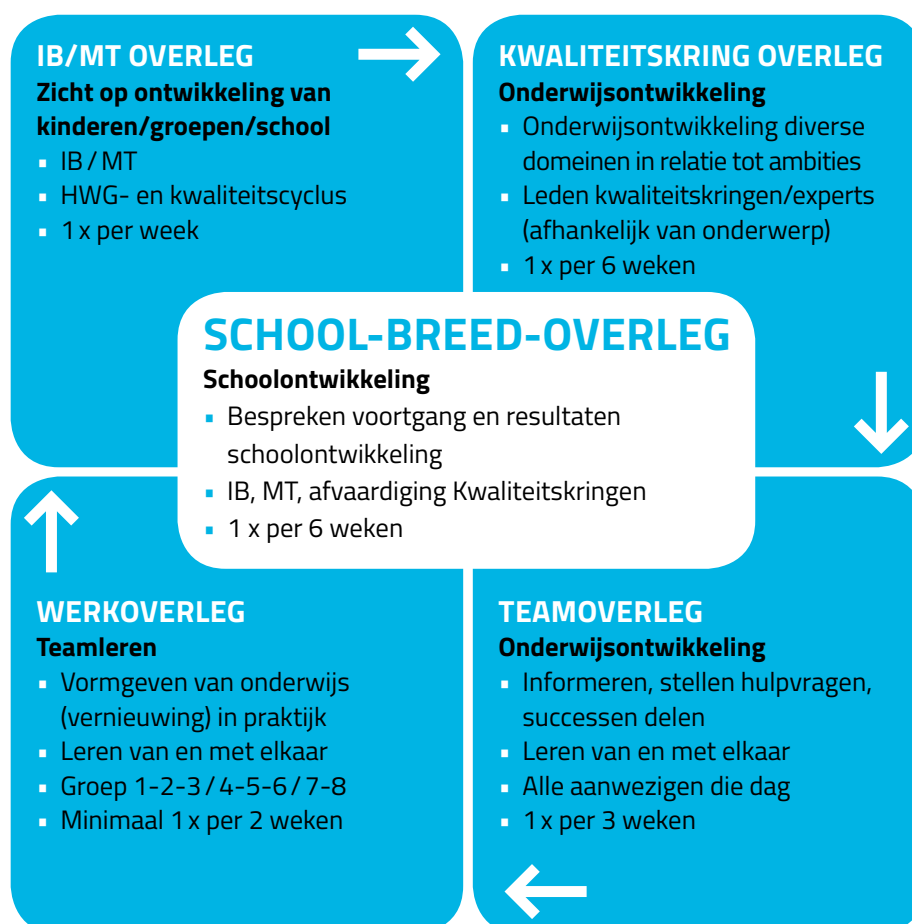 IB/MT OVERLEG
Zicht op ontwikkeling van
kinderen/groepen/school
▪ IB / MT
▪ HWG- en kwaliteitscyclus
▪ 1 x per week
KWALITEITSKRING OVERLEG
Onderwijsontwikkeling
▪ Onderwijsontwikkeling diverse
domeinen in relatie tot ambities
▪ Leden kwaliteitskringen/experts
(afhankelijk van onderwerp)
▪ 1 x per 6 weken
SCHOOL-BREED-OVERLEG
Schoolontwikkeling
▪ Bespreken voortgang en resultaten
schoolontwikkeling
▪ IB, MT, afvaardiging Kwaliteitskringen
▪ 1 x per 6 weken
WERKOVERLEG
Teamleren
▪ Vormgeven van onderwijs
(vernieuwing) in praktijk
▪ Leren van en met elkaar
▪ Groep 1-2-3 / 4-5-6 / 7-8
▪ Minimaal 1 x per 2 weken
TEAMOVERLEG
Onderwijsontwikkeling
▪ Informeren, stellen hulpvragen,
successen delen
▪ Leren van en met elkaar
▪ Alle aanwezigen die dag
▪ 1 x per 3 weken